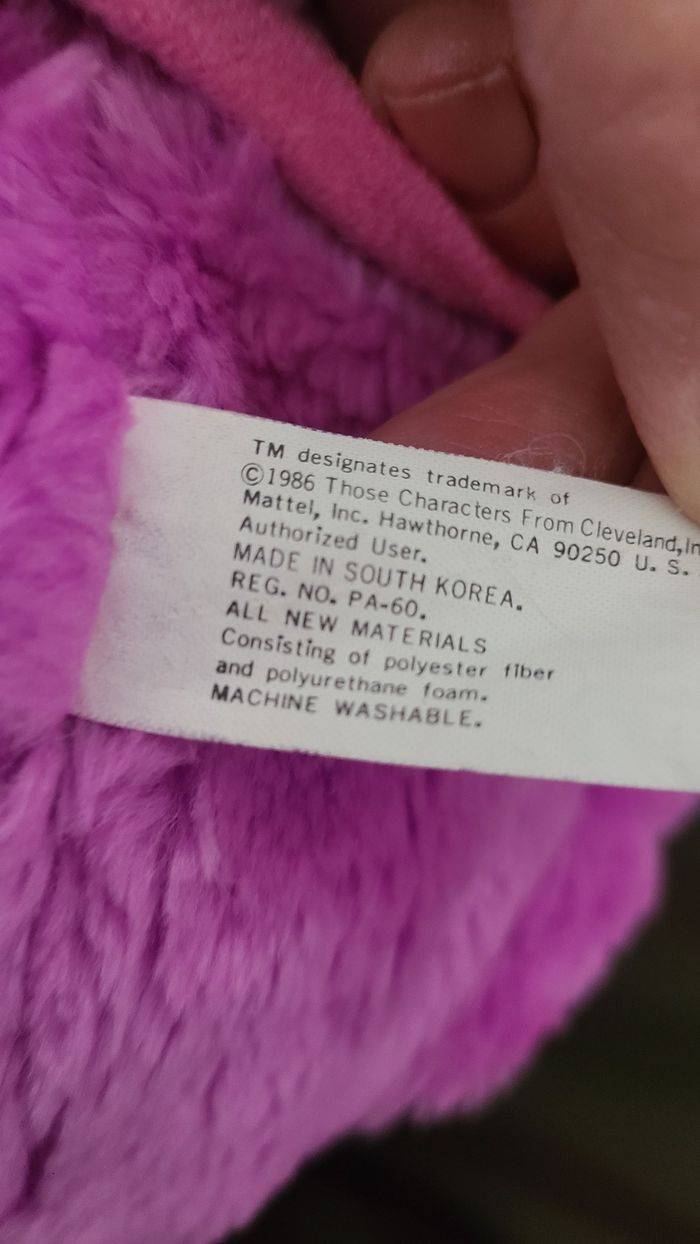 TM designates trademark of
©1986 Those Characters From Cleveland,In
Mattel, Inc. Hawthorne, CA 90250 U. S.
Authorized User.
MADE IN SOUTH KOREA.
REG. NO. PA-60.
ALL NEW MATERIALS
Consisting of polyester fiber
and polyurethane foam.
MACHINE WASHABLE.